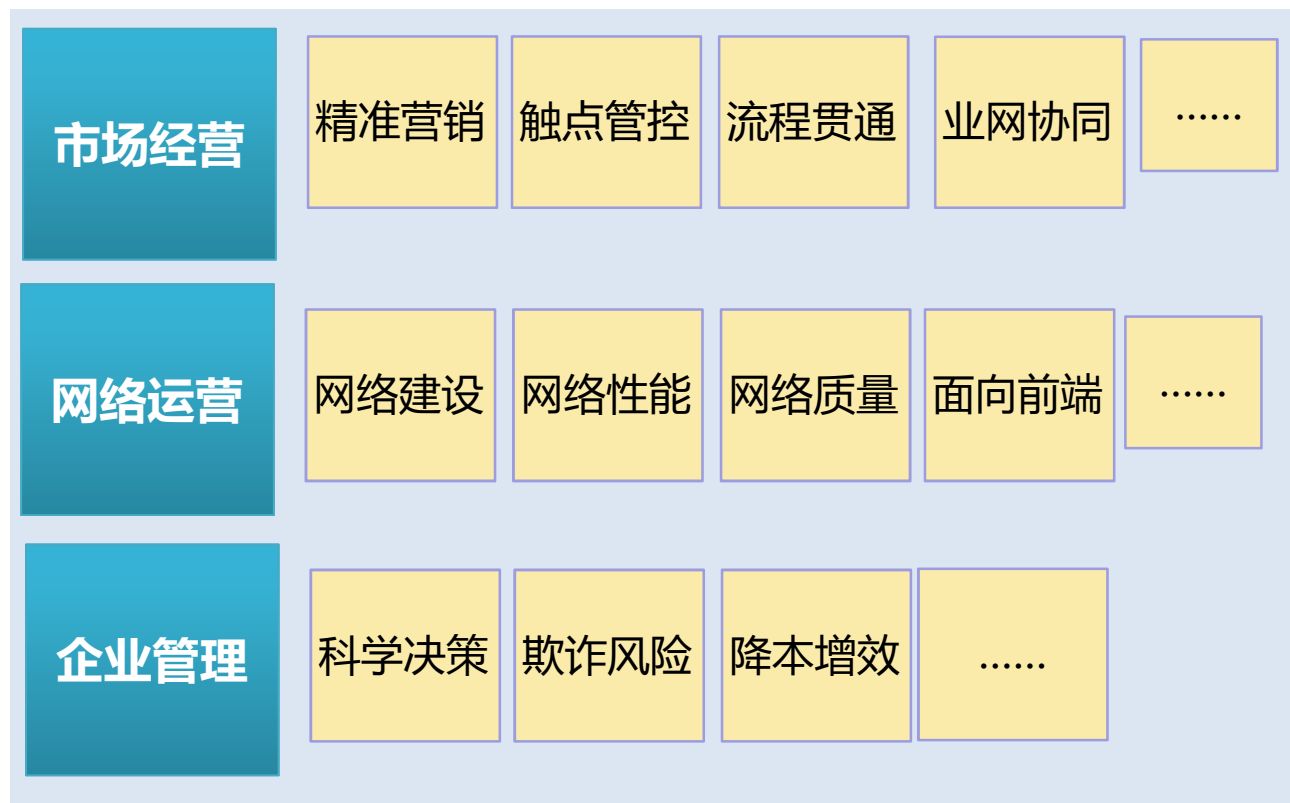 市场经营
精准营销
触点管控
流程贯通
业网协同
……
网络运营
网络建设
网络性能
网络质量
面向前端
……
企业管理
科学决策
欺诈风险
降本增效
……